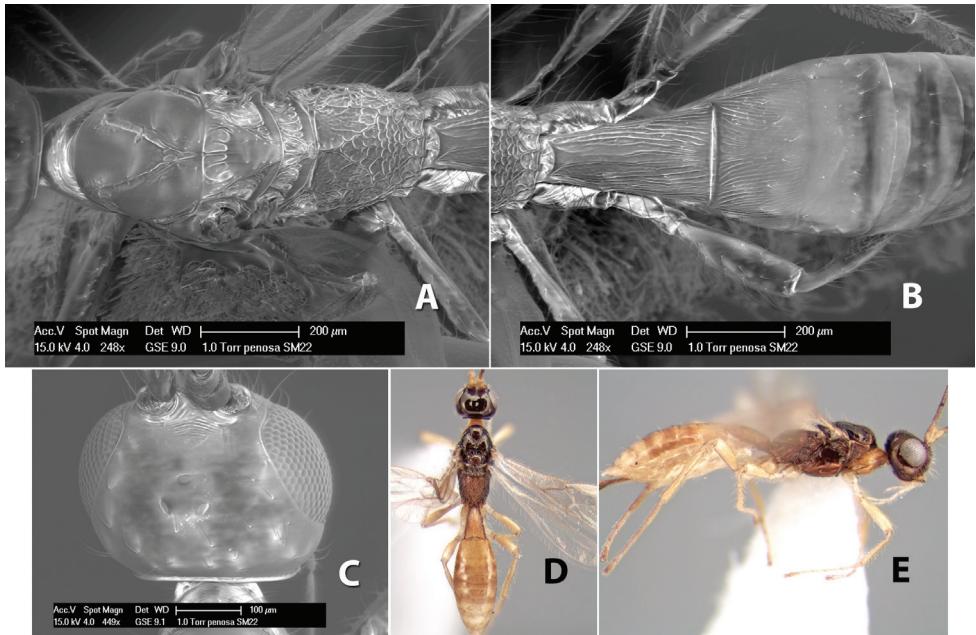 A
Acc.V Spot Magn Det WD 200 µm
15.0 kV 4.0 248x GSE 9.0 1.0 Torr penosa SM22
B
Acc.V Spot Magn Det WD 200 µm
15.0 kV 4.0 248x GSE 9.0 1.0 Torr penosa SM22
C
Acc.V Spot Magn Det WD 100 µm
15.0 kV 4.0 449x GSE 9.1 1.0 Torr penosa SM22
D
E